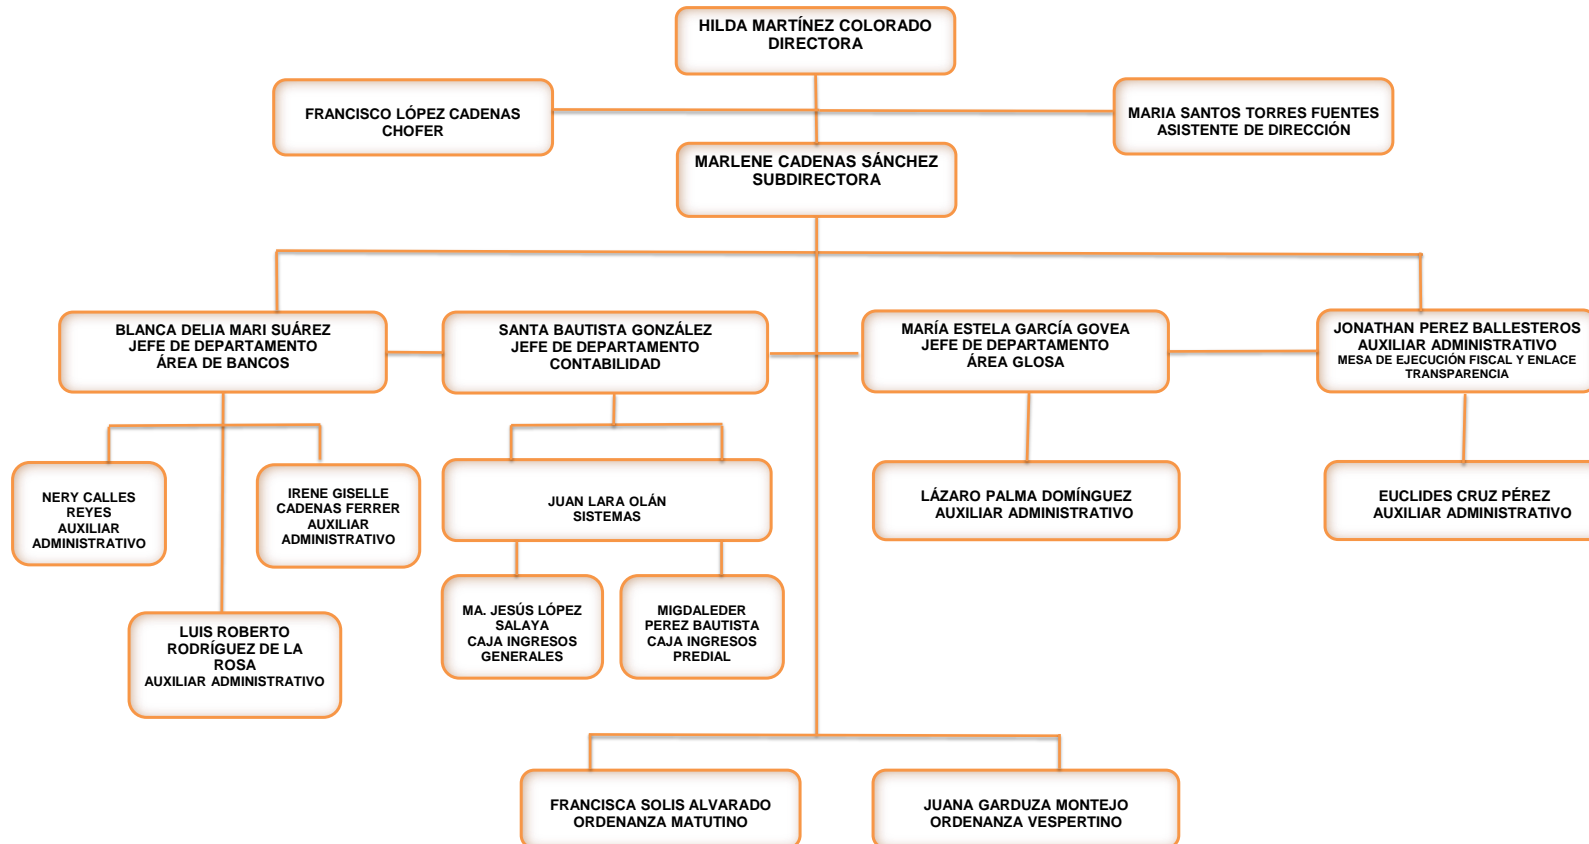 HILDA MARTÍNEZ COLORADO
DIRECTORA
FRANCISCO LÓPEZ CADENAS
CHOFER
MARIA SANTOS TORRES FUENTES
ASISTENTE DE DIRECCIÓN
MARLENE CADENAS SÁNCHEZ
SUBDIRECTORA
BLANCA DELIA MARI SUÁREZ
JEFE DE DEPARTAMENTO
ÁREA DE BANCOS
SANTA BAUTISTA GONZÁLEZ
JEFE DE DEPARTAMENTO
CONTABILIDAD
MARÍA ESTELA GARCÍA GOVEA
JEFE DE DEPARTAMENTO
ÁREA GLOSA
JONATHAN PEREZ BALLESTEROS
AUXILIAR ADMINISTRATIVO
MESA DE EJECUCIÓN FISCAL Y ENLACE
TRANSPARENCIA
NERY CALLES
REYES
AUXILIAR
ADMINISTRATIVO
IRENE GISELLE
CADENAS FERRER
AUXILIAR
ADMINISTRATIVO
JUAN LARA OLÁN
SISTEMAS
LÁZARO PALMA DOMÍNGUEZ
AUXILIAR ADMINISTRATIVO
EUCLIDES CRUZ PÉREZ
AUXILIAR ADMINISTRATIVO
LUIS ROBERTO
RODRÍGUEZ DE LA
ROSA
AUXILIAR ADMINISTRATIVO
MA. JESÚS LÓPEZ
SALAYA
CAJA INGRESOS
GENERALES
MIGDALEDER
PEREZ BAUTISTA
CAJA INGRESOS
PREDIAL
FRANCISCA SOLIS ALVARADO
ORDENANZA MATUTINO
JUANA GARDUZA MONTEJO
ORDENANZA VESPERTINO